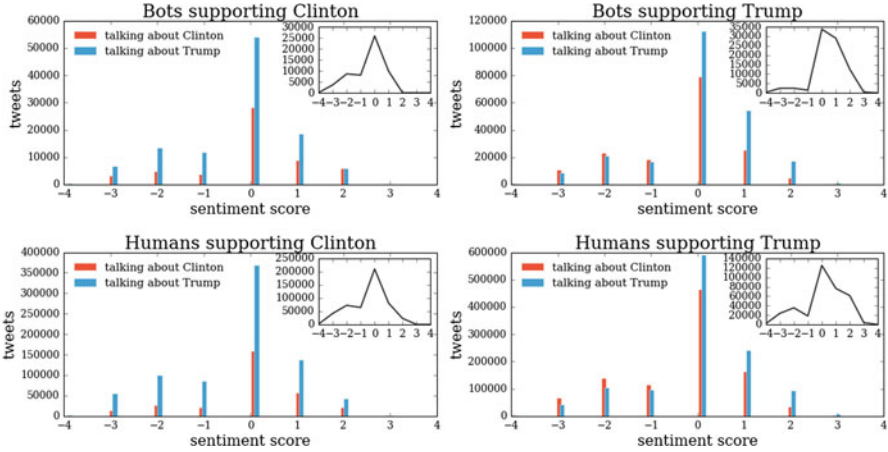 Bots supporting Clinton
60000
50000
40000
30000
20000
10000
0
tweets
talking about Clinton
talking about Trump
30000
25000
20000
15000
10000
5000
0
−4−3−2−1 0 1 2 3 4
−4 −3 −2 −1 0 1 2 3 4
sentiment score
Bots supporting Trump
120000
100000
80000
60000
40000
20000
0
tweets
talking about Clinton
talking about Trump
35000
30000
25000
20000
15000
10000
5000
0
−4−3−2−1 0 1 2 3 4
−4 −3 −2 −1 0 1 2 3 4
sentiment score
Humans supporting Clinton
400000
350000
300000
250000
200000
150000
100000
50000
0
tweets
talking about Clinton
talking about Trump
250000
200000
150000
100000
50000
0
−4−3−2−1 0 1 2 3 4
−4 −3 −2 −1 0 1 2 3 4
sentiment score
Humans supporting Trump
600000
500000
400000
300000
200000
100000
0
tweets
talking about Clinton
talking about Trump
140000
120000
100000
80000
60000
40000
20000
0
−4−3−2−1 0 1 2 3 4
−4 −3 −2 −1 0 1 2 3 4
sentiment score